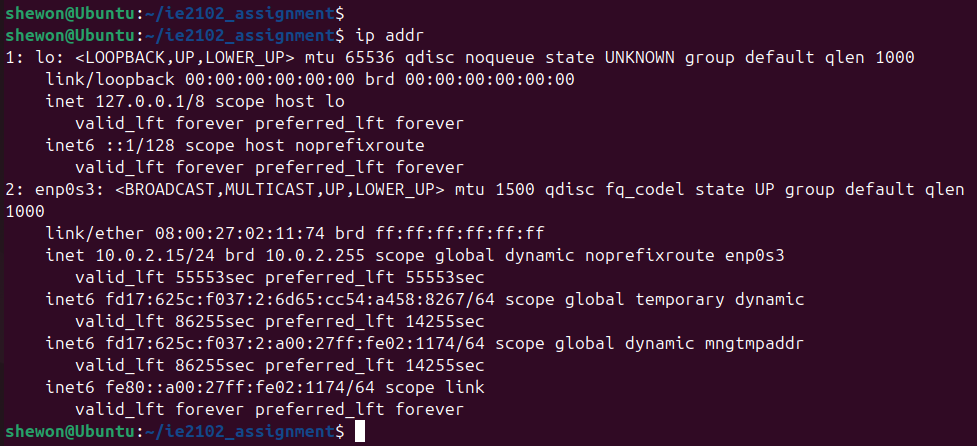 shewon@Ubuntu:~/ie2102_assignment$
shewon@Ubuntu:~/ie2102_assignment$ ip addr
1: lo: <LOOPBACK,UP,LOWER_UP> mtu 65536 qdisc noqueue state UNKNOWN group default qlen 1000
    link/loopback 00:00:00:00:00:00 brd 00:00:00:00:00:00
    inet 127.0.0.1/8 scope host lo
       valid_lft forever preferred_lft forever
    inet6 ::1/128 scope host noprefixroute
       valid_lft forever preferred_lft forever
2: enp0s3: <BROADCAST,MULTICAST,UP,LOWER_UP> mtu 1500 qdisc fq_codel state UP group default qlen
1000
    link/ether 08:00:27:02:11:74 brd ff:ff:ff:ff:ff:ff
    inet 10.0.2.15/24 brd 10.0.2.255 scope global dynamic noprefixroute enp0s3
       valid_lft 55553sec preferred_lft 55553sec
    inet6 fd17:625c:f037:2:6d65:cc54:a458:8267/64 scope global temporary dynamic
       valid_lft 86255sec preferred_lft 14255sec
    inet6 fd17:625c:f037:2:a00:27ff:fe02:1174/64 scope global dynamic mngtmpaddr
       valid_lft 86255sec preferred_lft 14255sec
    inet6 fe80::a00:27ff:fe02:1174/64 scope link
       valid_lft forever preferred_lft forever
shewon@Ubuntu:~/ie2102_assignment$